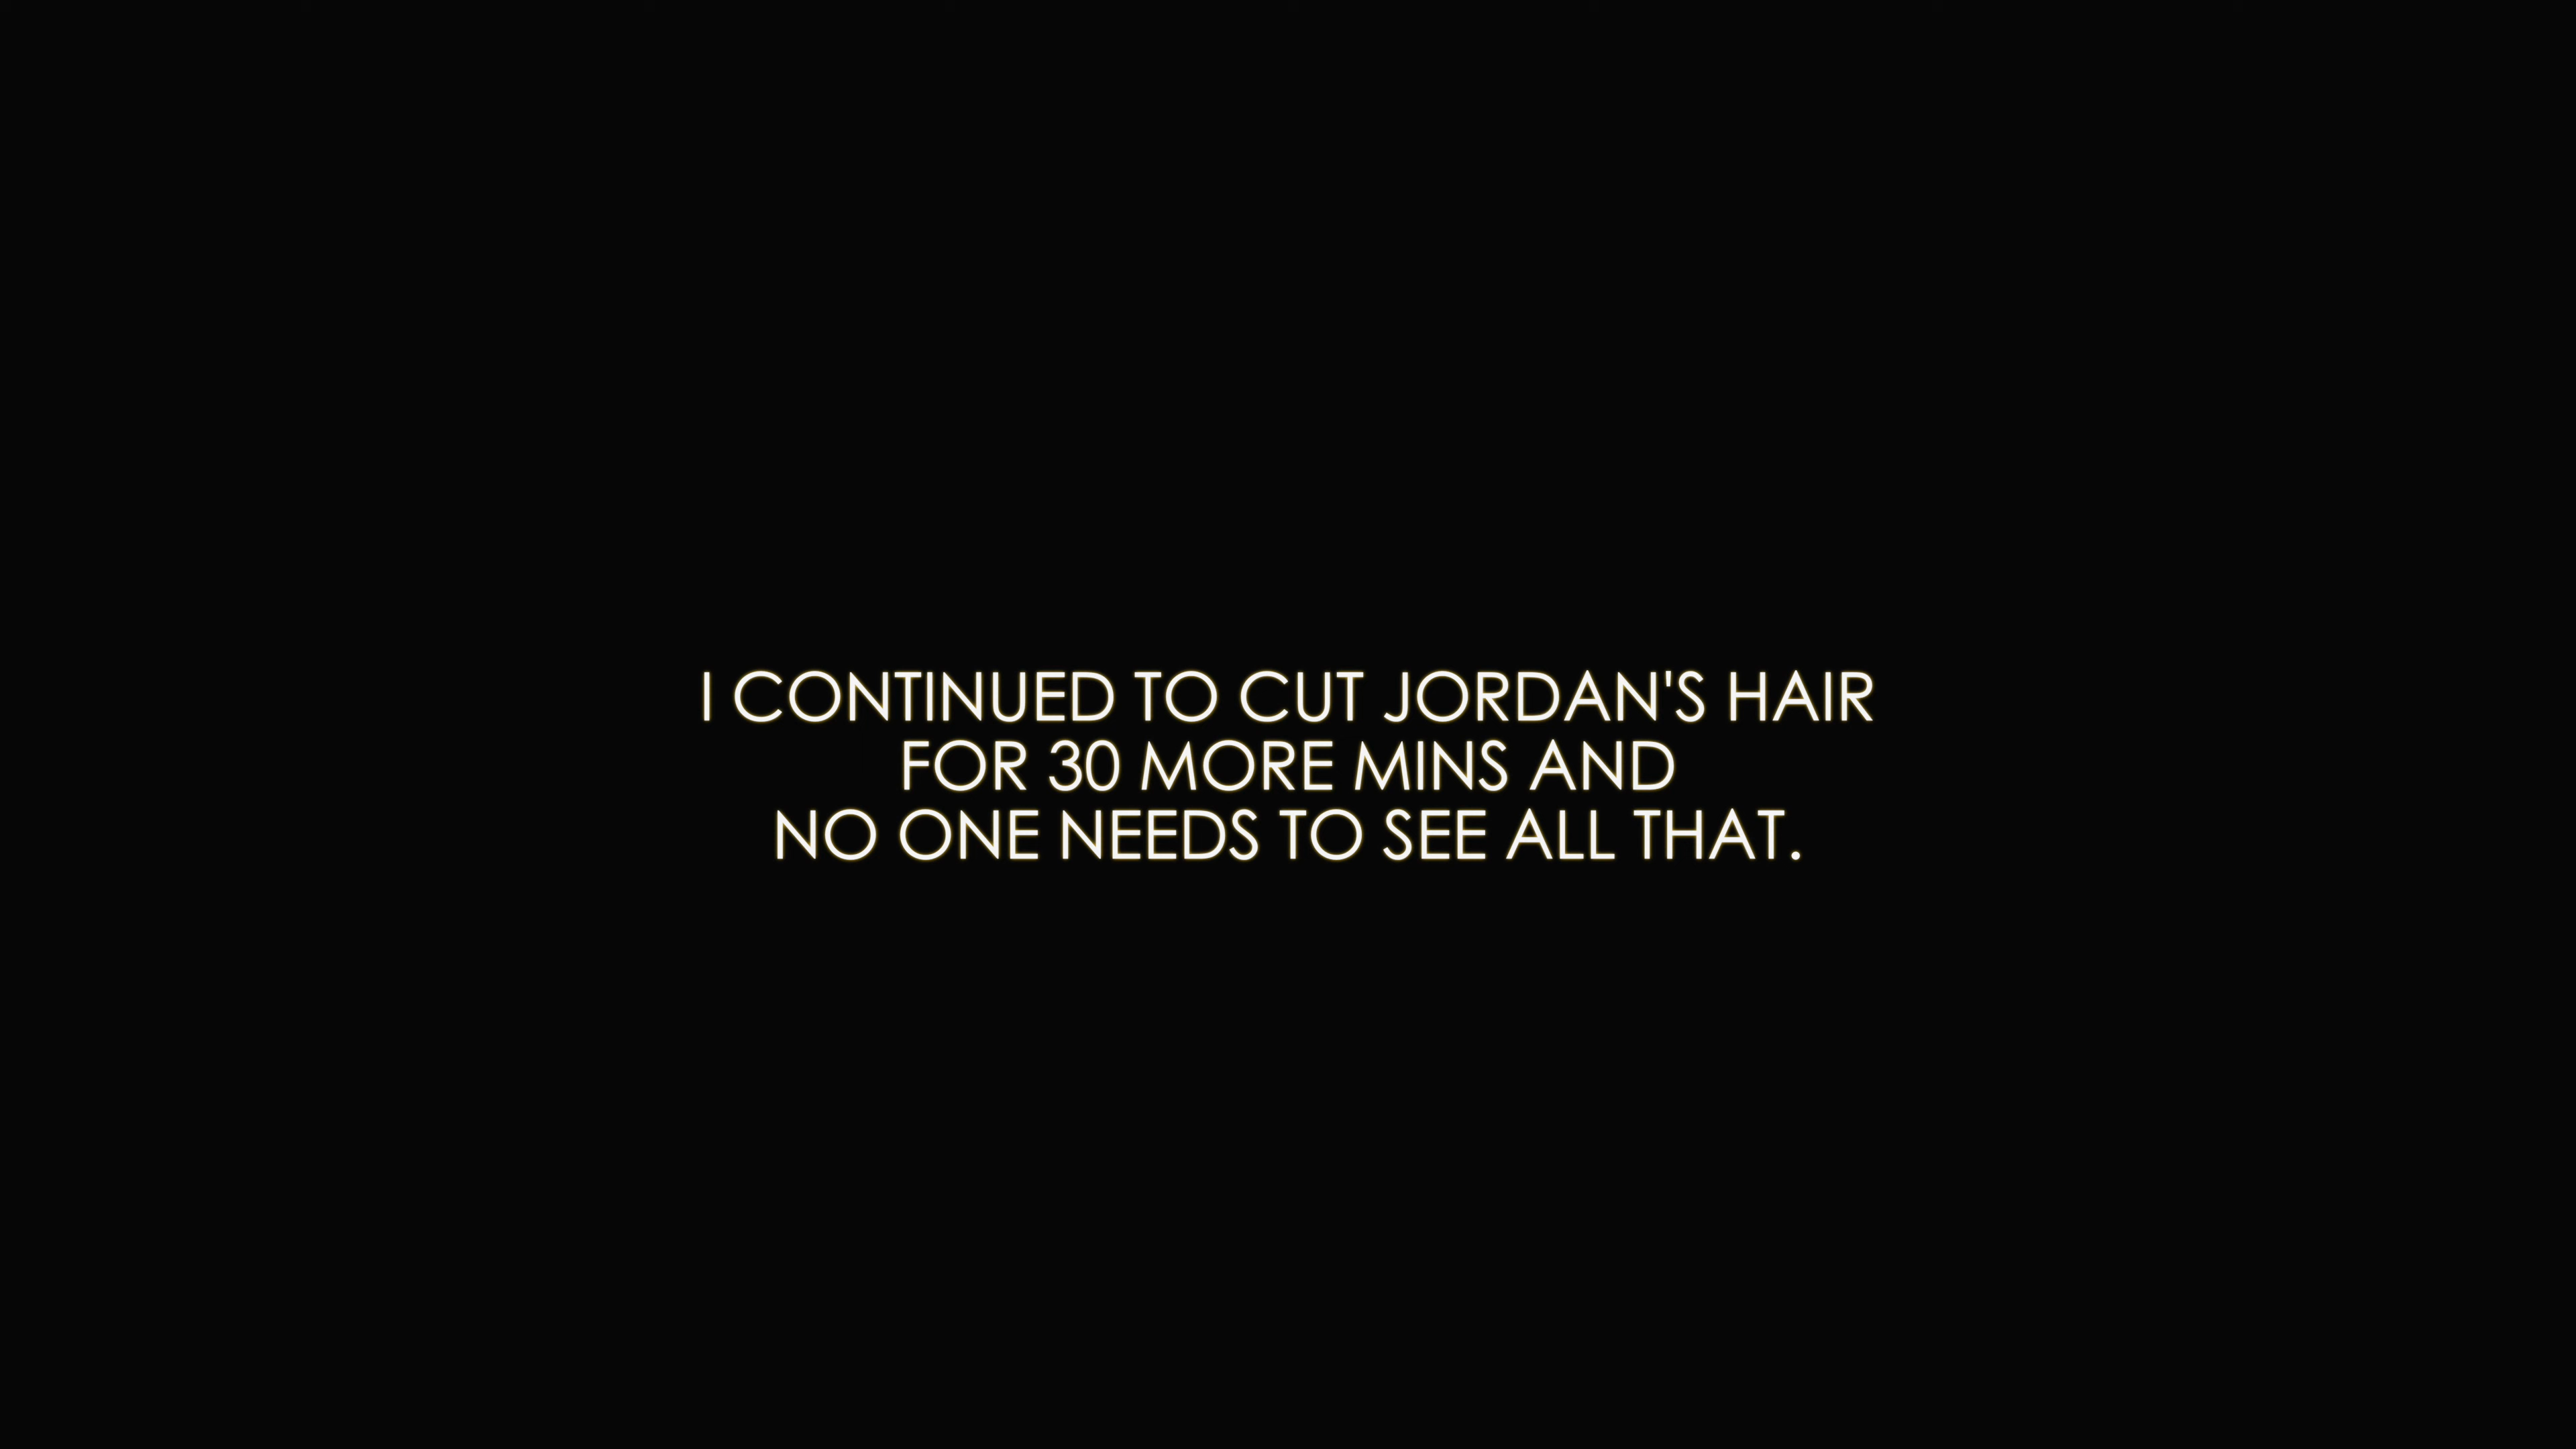 I CONTINUED TO CUT JORDAN'S HAIR
FOR 30 MORE MINS AND
NO ONE NEEDS TO SEE ALL THAT.